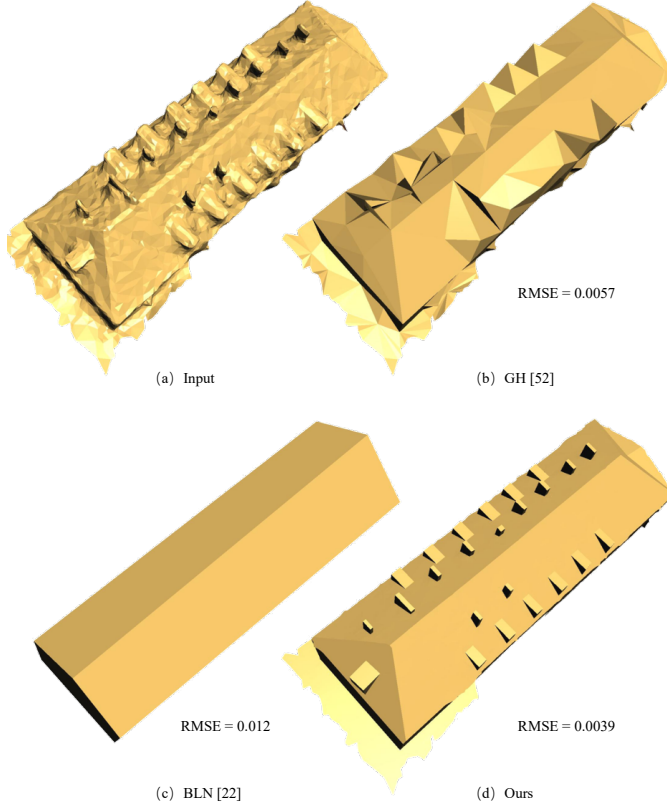 RMSE = 0.0057
(a) Input
(b) GH [52]
RMSE = 0.012
RMSE = 0.0039
(c) BLN [22]
(d) Ours